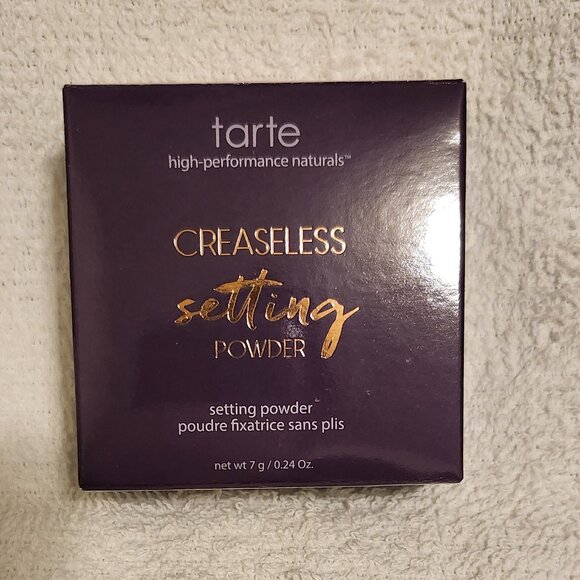 tarte
high-performance naturals™
CREASELESS
setting
POWDER
setting powder
poudre fixatrice sans plis
net wt 7 g / 0.24 Oz.